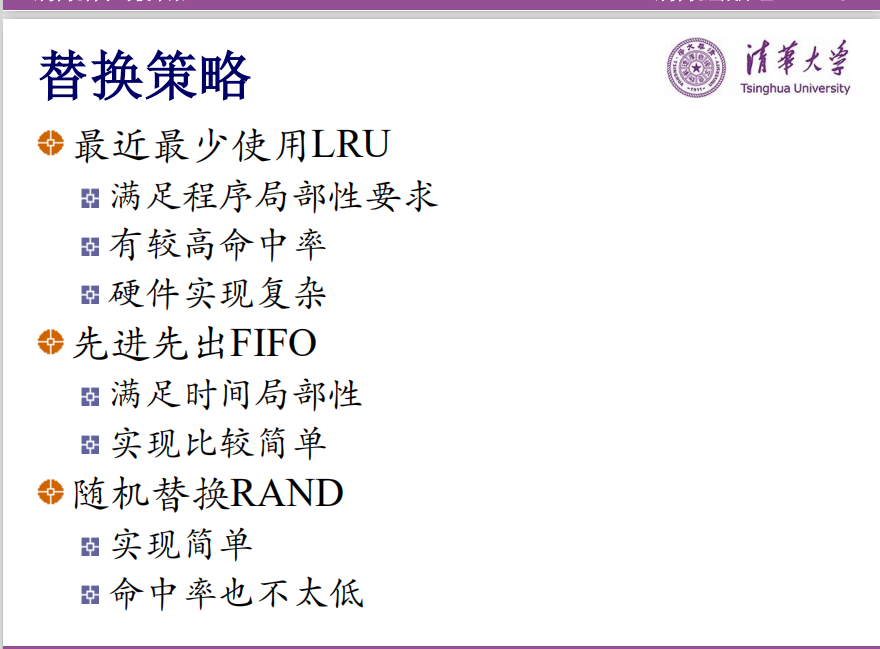 替换策略
清华大学
Tsinghua University
最近最少使用LRU
满足程序局部性要求
有较高命中率
硬件实现复杂
先进先出FIFO
满足时间局部性
实现比较简单
随机替换RAND
实现简单
命中率也不太低